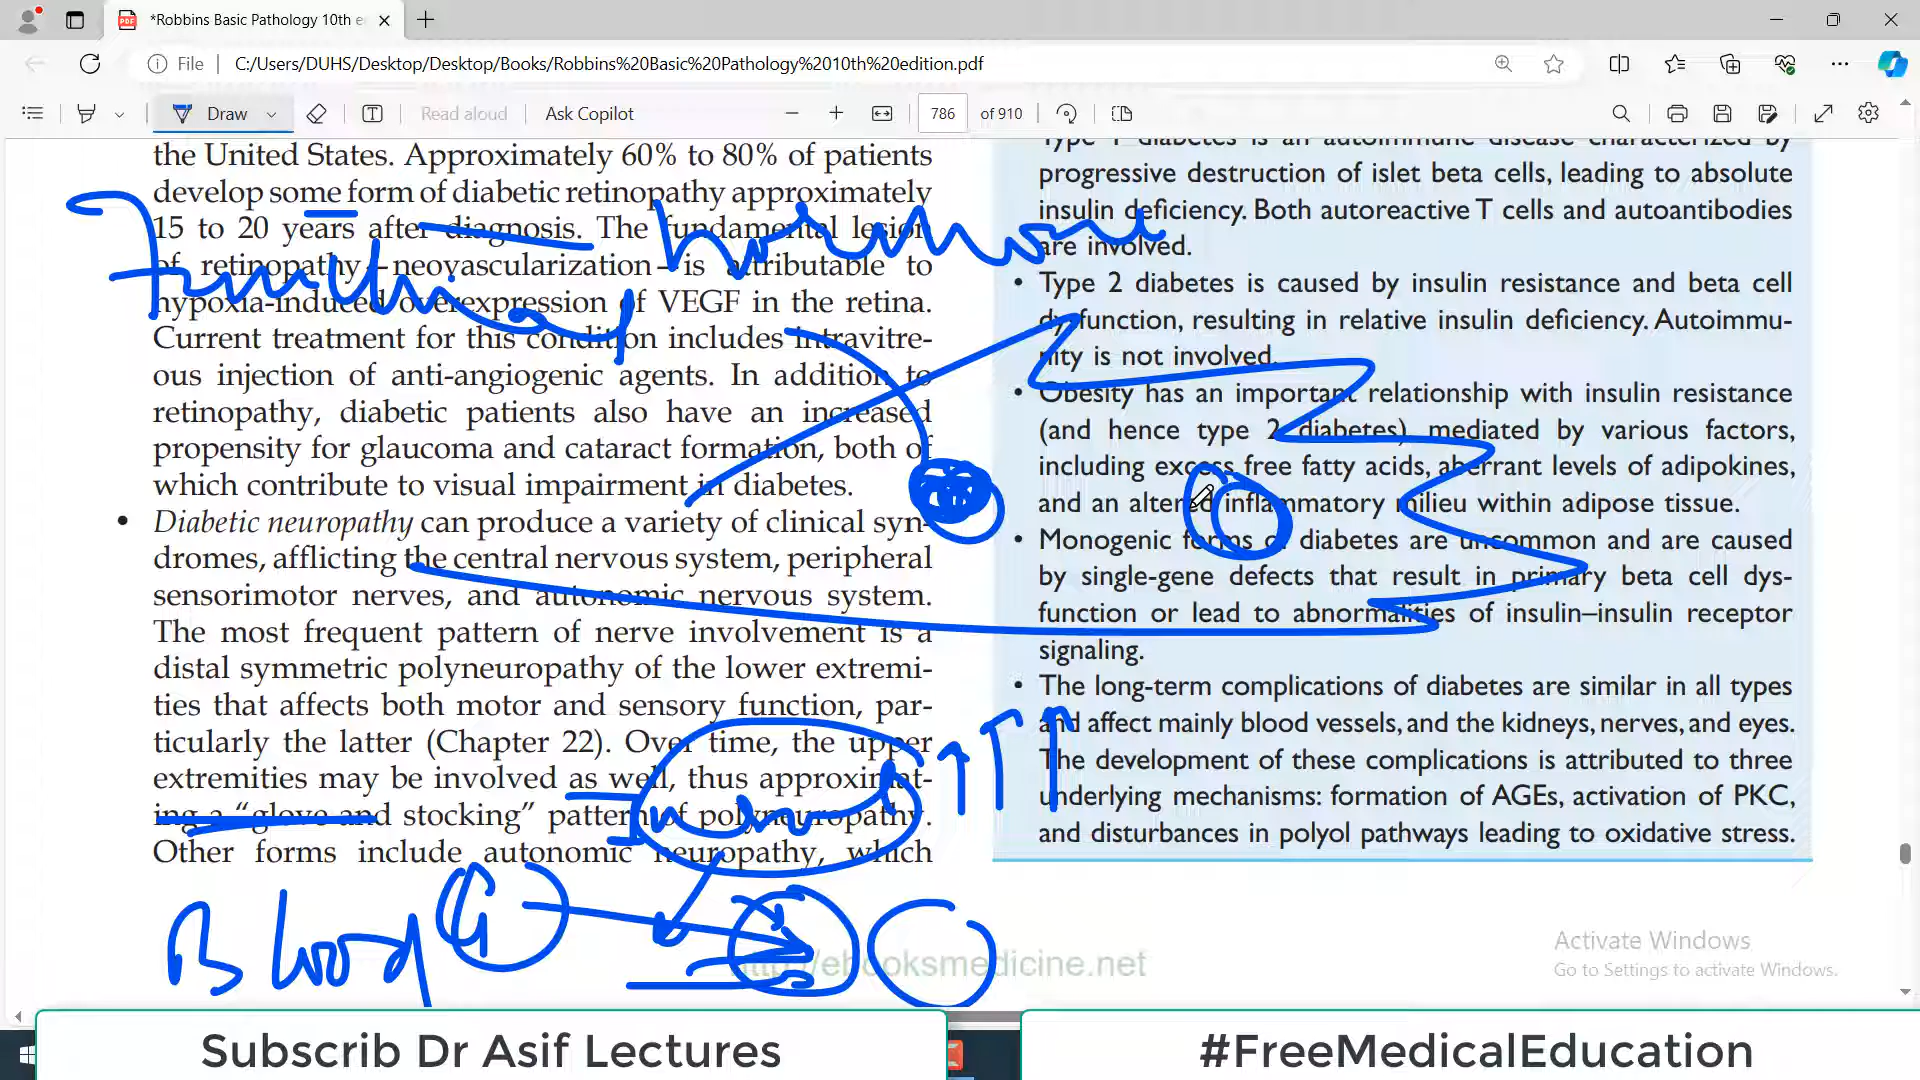 *Robbins Basic Pathology 10th e
File
C:/Users/DUHS/Desktop/Desktop/Books/Robbins%20Basic%20Pathology%2010th%20edition.pdf
Draw
Read aloud
Ask Copilot
786 of 910
the United States. Approximately 60% to 80% of patients
develop some form of diabetic retinopathy approximately
15 to 20 years after diagnosis. The fundamental lesion
of retinopathy—neovascularization—is attributable to
hypoxia-induced overexpression of VEGF in the retina.
Current treatment for this condition includes intravitre-
ous injection of anti-angiogenic agents. In addition to
retinopathy, diabetic patients also have an increased
propensity for glaucoma and cataract formation, both of
which contribute to visual impairment in diabetes.
• Diabetic neuropathy can produce a variety of clinical syn-
dromes, afflicting the central nervous system, peripheral
sensorimotor nerves, and autonomic nervous system.
The most frequent pattern of nerve involvement is a
distal symmetric polyneuropathy of the lower extremi-
ties that affects both motor and sensory function, par-
ticularly the latter (Chapter 22). Over time, the upper
extremities may be involved as well, thus approximat-
ing a “glove and stocking” pattern of polyneuropathy.
Other forms include autonomic neuropathy, which
Type 1 diabetes is an autoimmune disease characterized by
progressive destruction of islet beta cells, leading to absolute
insulin deficiency. Both autoreactive T cells and autoantibodies
are involved.
• Type 2 diabetes is caused by insulin resistance and beta cell
dysfunction, resulting in relative insulin deficiency. Autoimmu-
nity is not involved.
• Obesity has an important relationship with insulin resistance
(and hence type 2 diabetes), mediated by various factors,
including excess free fatty acids, aberrant levels of adipokines,
and an altered inflammatory milieu within adipose tissue.
• Monogenic forms of diabetes are uncommon and are caused
by single-gene defects that result in primary beta cell dys-
function or lead to abnormalities of insulin–insulin receptor
signaling.
• The long-term complications of diabetes are similar in all types
and affect mainly blood vessels, and the kidneys, nerves, and eyes.
The development of these complications is attributed to three
underlying mechanisms: formation of AGEs, activation of PKC,
and disturbances in polyol pathways leading to oxidative stress.
hormone
Blood G
http://ebooksmedicine.net
Activate Windows
Go to Settings to activate Windows.
Subscrib Dr Asif Lectures
#FreeMedicalEducation